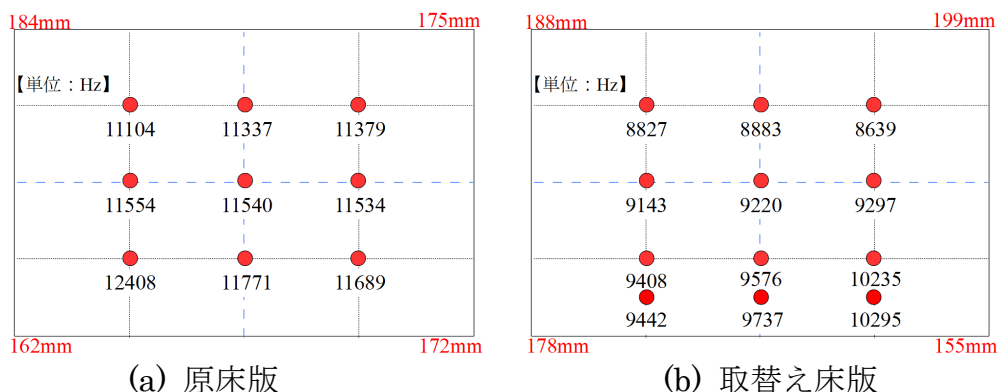 184mm 175mm
【単位：Hz】
11104 11337 11379
11554 11540 11534
12408 11771 11689
162mm 172mm
(a) 原床版
188mm 199mm
【単位：Hz】
8827 8883 8639
9143 9220 9297
9408 9576 10235
9442 9737 10295
178mm 155mm
(b) 取替え床版